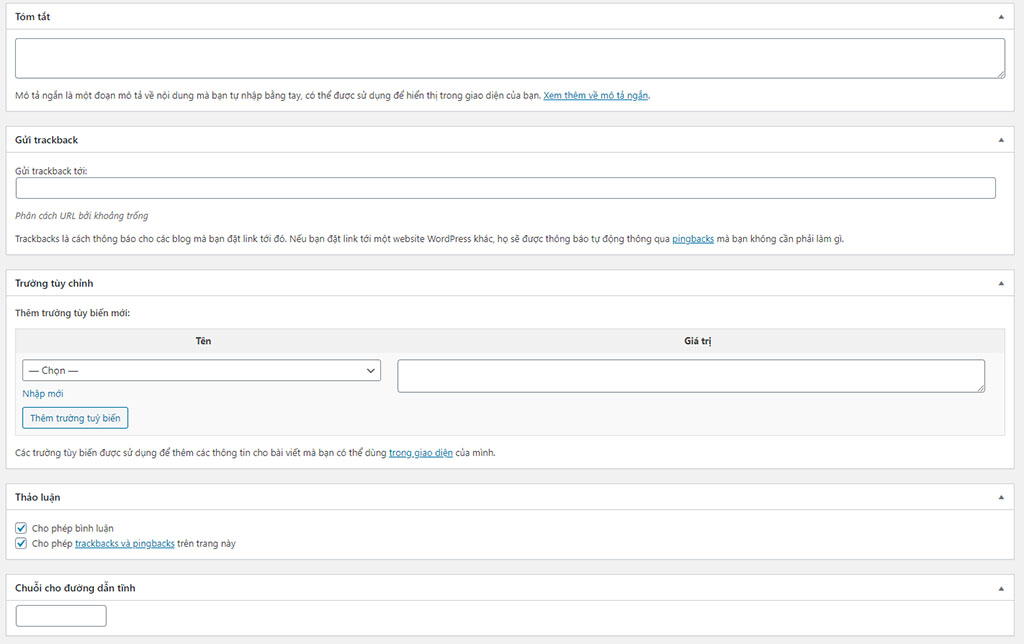 Tóm tắt
Mô tả ngắn là một đoạn mô tả về nội dung mà bạn tự nhập bằng tay, có thể được sử dụng để hiển thị trong giao diện của bạn. Xem thêm về mô tả ngắn.
Gửi trackback
Gửi trackback tới:
Phân cách URL bởi khoảng trống
Trackbacks là cách thông báo cho các blog mà bạn đặt link tới đó. Nếu bạn đặt link tới một website WordPress khác, họ sẽ được thông báo tự động thông qua pingbacks mà bạn không cần phải làm gì.
Trường tùy chỉnh
Thêm trường tùy biến mới:
Tên Giá trị
— Chọn —
Nhập mới
Thêm trường tuỳ biến
Các trường tùy biến được sử dụng để thêm các thông tin cho bài viết mà bạn có thể dùng trong giao diện của mình.
Thảo luận
Cho phép bình luận
Cho phép trackbacks và pingbacks trên trang này
Chuỗi cho đường dẫn tĩnh